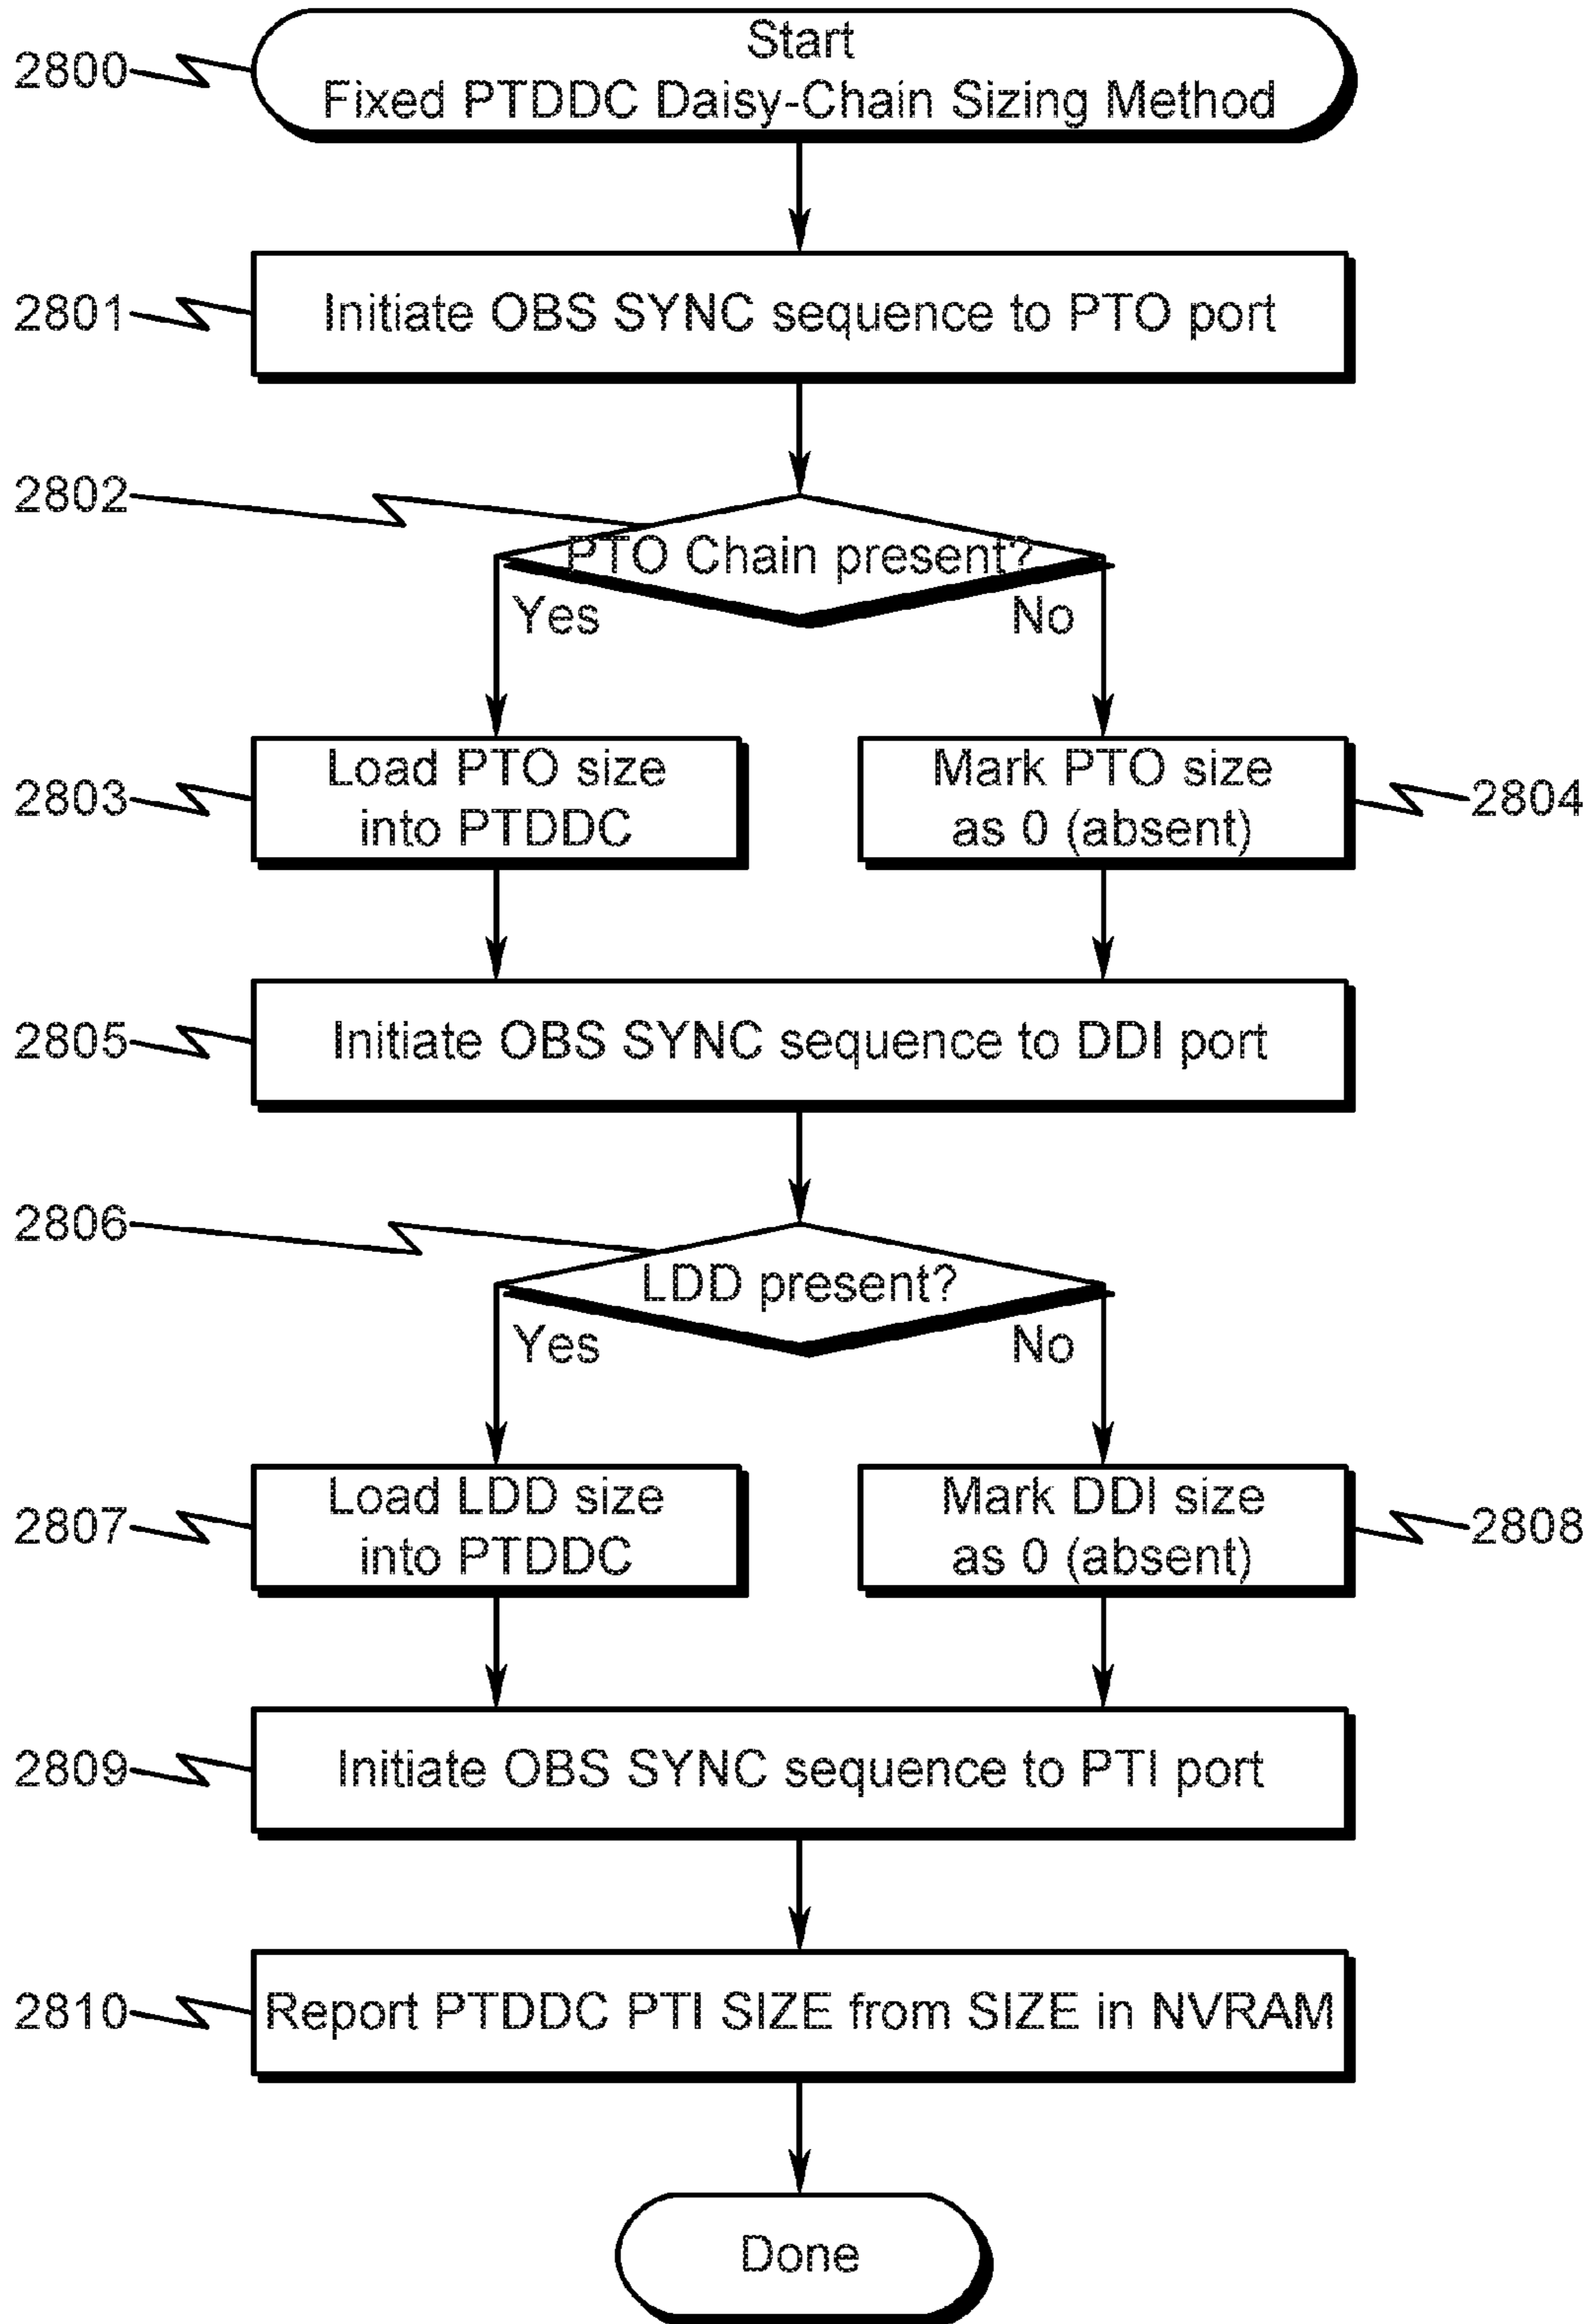 2800
Start
Fixed PTDDC Daisy-Chain Sizing Method
2801
Initiate OBS SYNC sequence to PTO port
2802
PTO Chain present?
Yes
No
2803
Load PTO size
into PTDDC
Mark PTO size
as 0 (absent)
2804
2805
Initiate OBS SYNC sequence to DDI port
2806
LDD present?
Yes
No
2807
Load LDD size
into PTDDC
Mark DDI size
as 0 (absent)
2808
2809
Initiate OBS SYNC sequence to PTI port
2810
Report PTDDC PTI SIZE from SIZE in NVRAM
Done